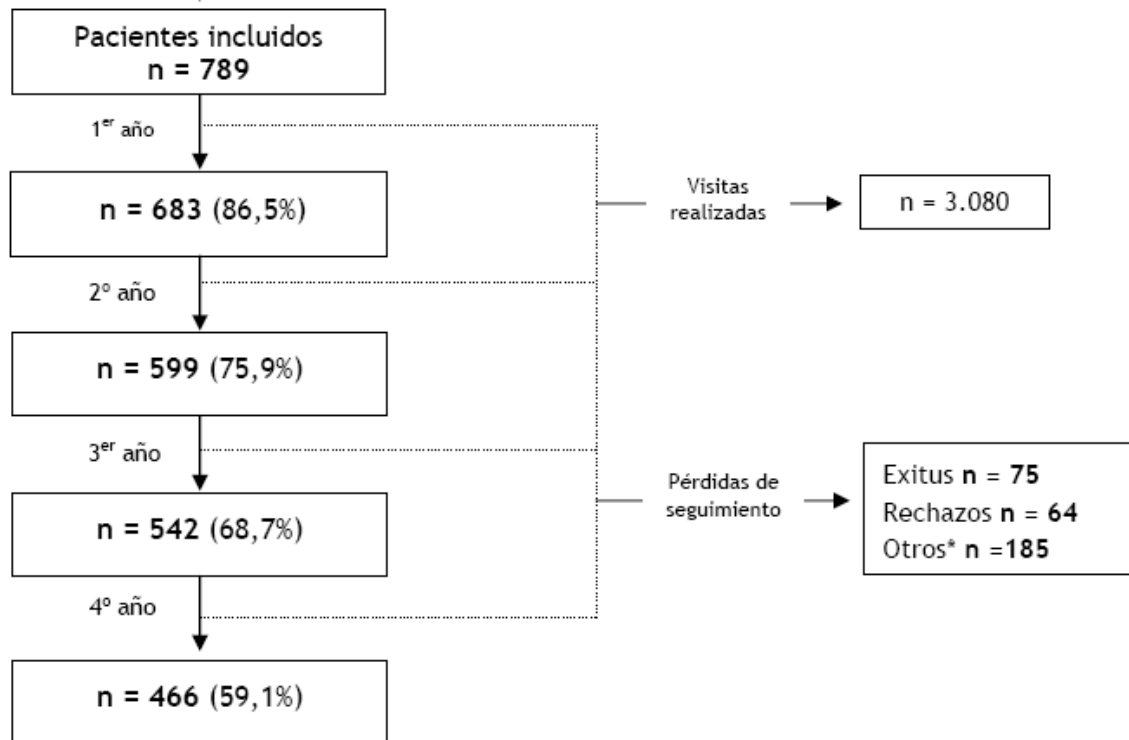 Pacientes incluidos
n = 789
1er año
n = 683 (86,5%)
Visitas
realizadas
n = 3.080
2º año
n = 599 (75,9%)
3er año
Pérdidas de
seguimiento
Exitus n = 75
Rechazos n = 64
Otros* n =185
n = 542 (68,7%)
4º año
n = 466 (59,1%)